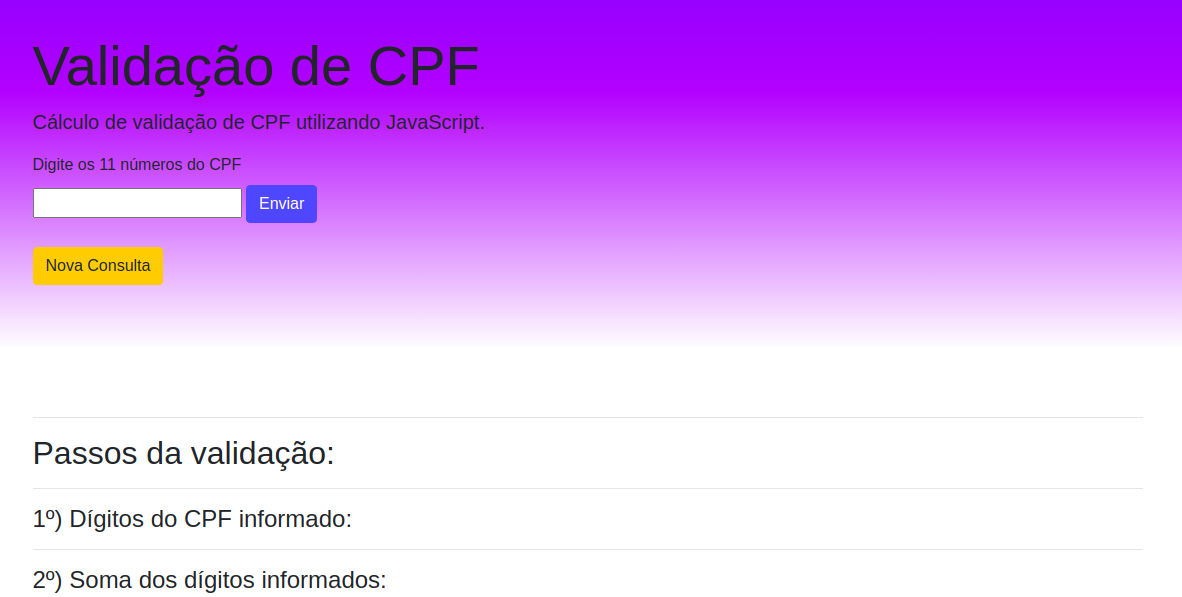 Validação de CPF
Cálculo de validação de CPF utilizando JavaScript.
Digite os 11 números do CPF
Enviar
Nova Consulta
Passos da validação:
1º) Dígitos do CPF informado:
2º) Soma dos dígitos informados: